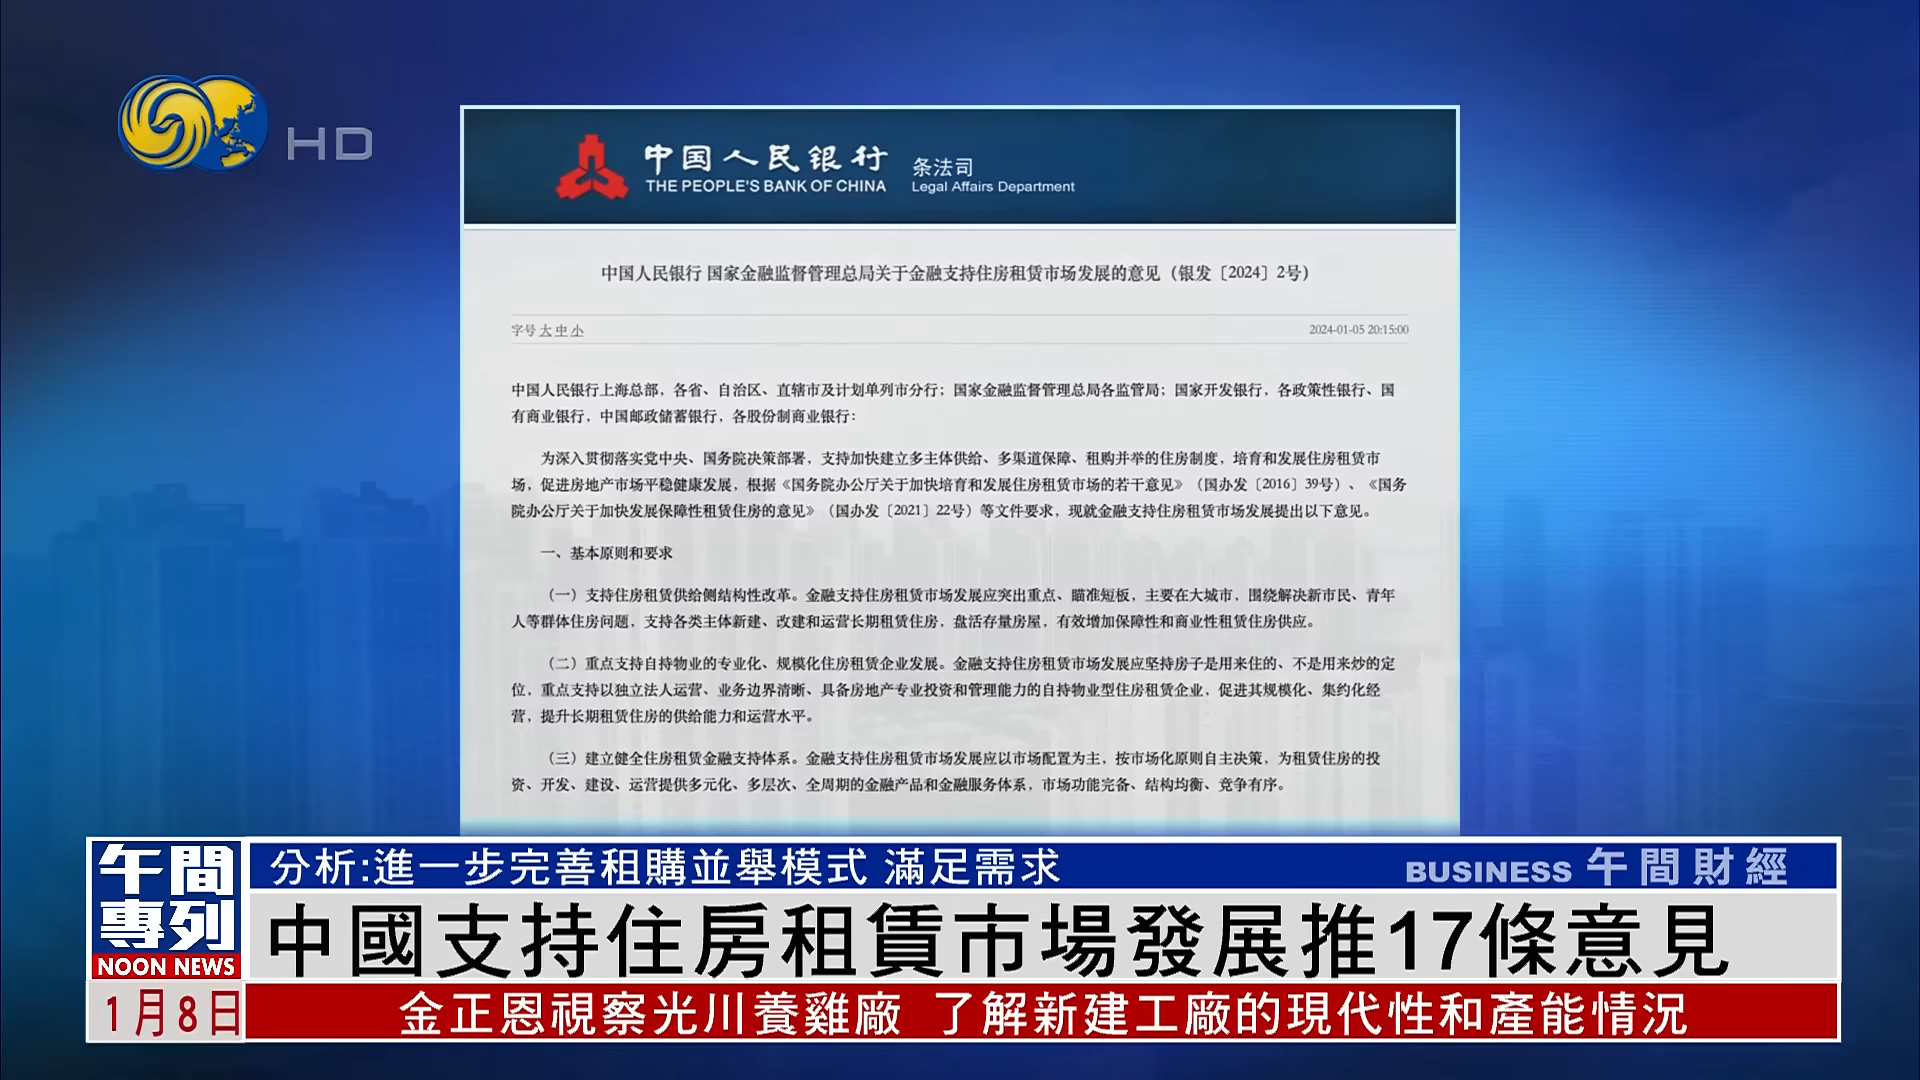 HD
中国人民银行 条法司
THE PEOPLE'S BANK OF CHINA Legal Affairs Department
中国人民银行 国家金融监督管理总局关于金融支持住房租赁市场发展的意见（银发〔2024〕2号）
字号 大 中 小 2024-01-05 20:15:00
中国人民银行上海总部，各省、自治区、直辖市及计划单列市分行；国家金融监督管理总局各监管局；国家开发银行，各政策性银行、国
有商业银行，中国邮政储蓄银行，各股份制商业银行：
为深入贯彻落实党中央、国务院决策部署，支持加快建立多主体供给、多渠道保障、租购并举的住房制度，培育和发展住房租赁市
场，促进房地产市场平稳健康发展，根据《国务院办公厅关于加快培育和发展住房租赁市场的若干意见》（国办发〔2016〕39号）、《国务
院办公厅关于加快发展保障性租赁住房的意见》（国办发〔2021〕22号）等文件要求，现就金融支持住房租赁市场发展提出以下意见。
一、基本原则和要求
（一）支持住房租赁供给侧结构性改革。金融支持住房租赁市场发展应突出重点、瞄准短板，主要在大城市，围绕解决新市民、青年
人等群体住房问题，支持各类主体新建、改建和运营长期租赁住房，盘活存量房屋，有效增加保障性和商业性租赁住房供应。
（二）重点支持自持物业的专业化、规模化住房租赁企业发展。金融支持住房租赁市场发展应坚持房子是用来住的、不是用来炒的定
位，重点支持以独立法人运营、业务边界清晰、具备房地产专业投资和管理能力的自持物业型住房租赁企业，促进其规模化、集约化经
营，提升长期租赁住房的供给能力和运营水平。
（三）建立健全住房租赁金融支持体系。金融支持住房租赁市场发展应以市场配置为主，按市场化原则自主决策，为租赁住房的投
资、开发、建设、运营提供多元化、多层次、全周期的金融产品和金融服务体系，市场功能完备、结构均衡、竞争有序。
午間
專列
NOON NEWS
分析:進一步完善租購並舉模式 滿足需求
BUSINESS 午間財經
中國支持住房租賃市場發展推17條意見
1月8日
金正恩視察光川養雞廠 了解新建工廠的現代性和產能情況